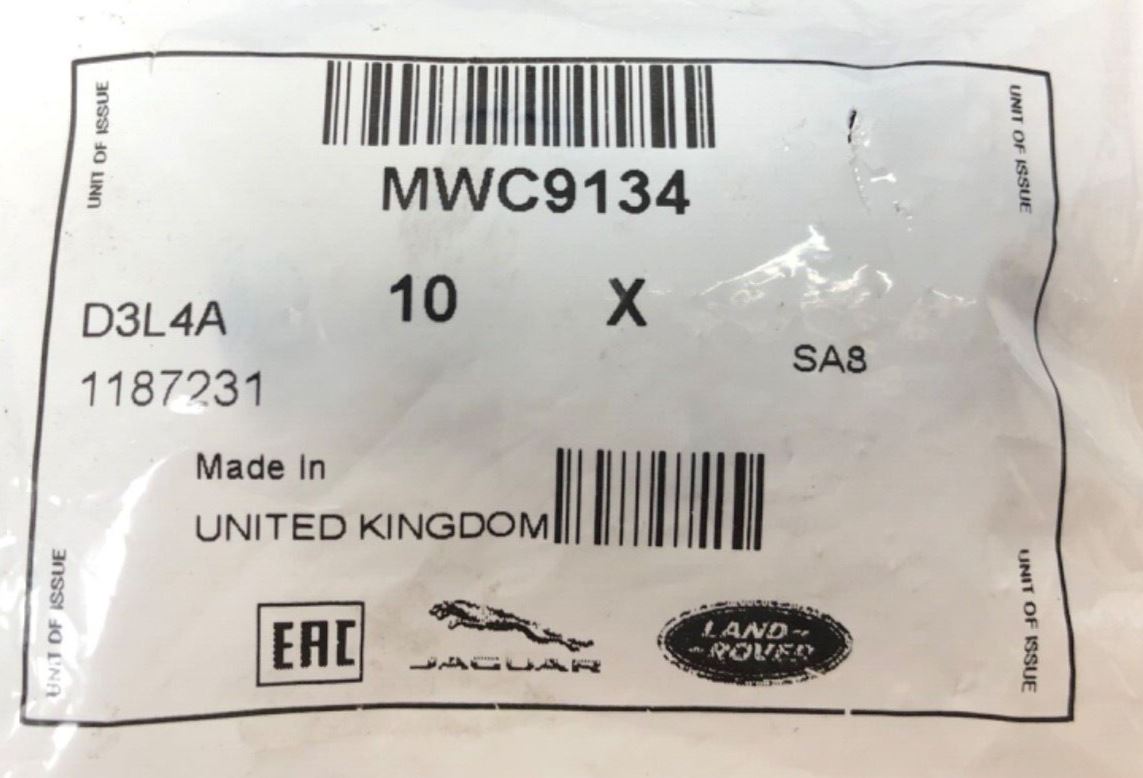 UNIT OF ISSUE
UNIT OF ISSUE
MWC9134
10 X
D3L4A
SA8
1187231
Made in
UNITED KINGDOM
UNIT OF ISSUE
UNIT OF ISSUE
EAC
JAGUAR
LAND-
-ROVER